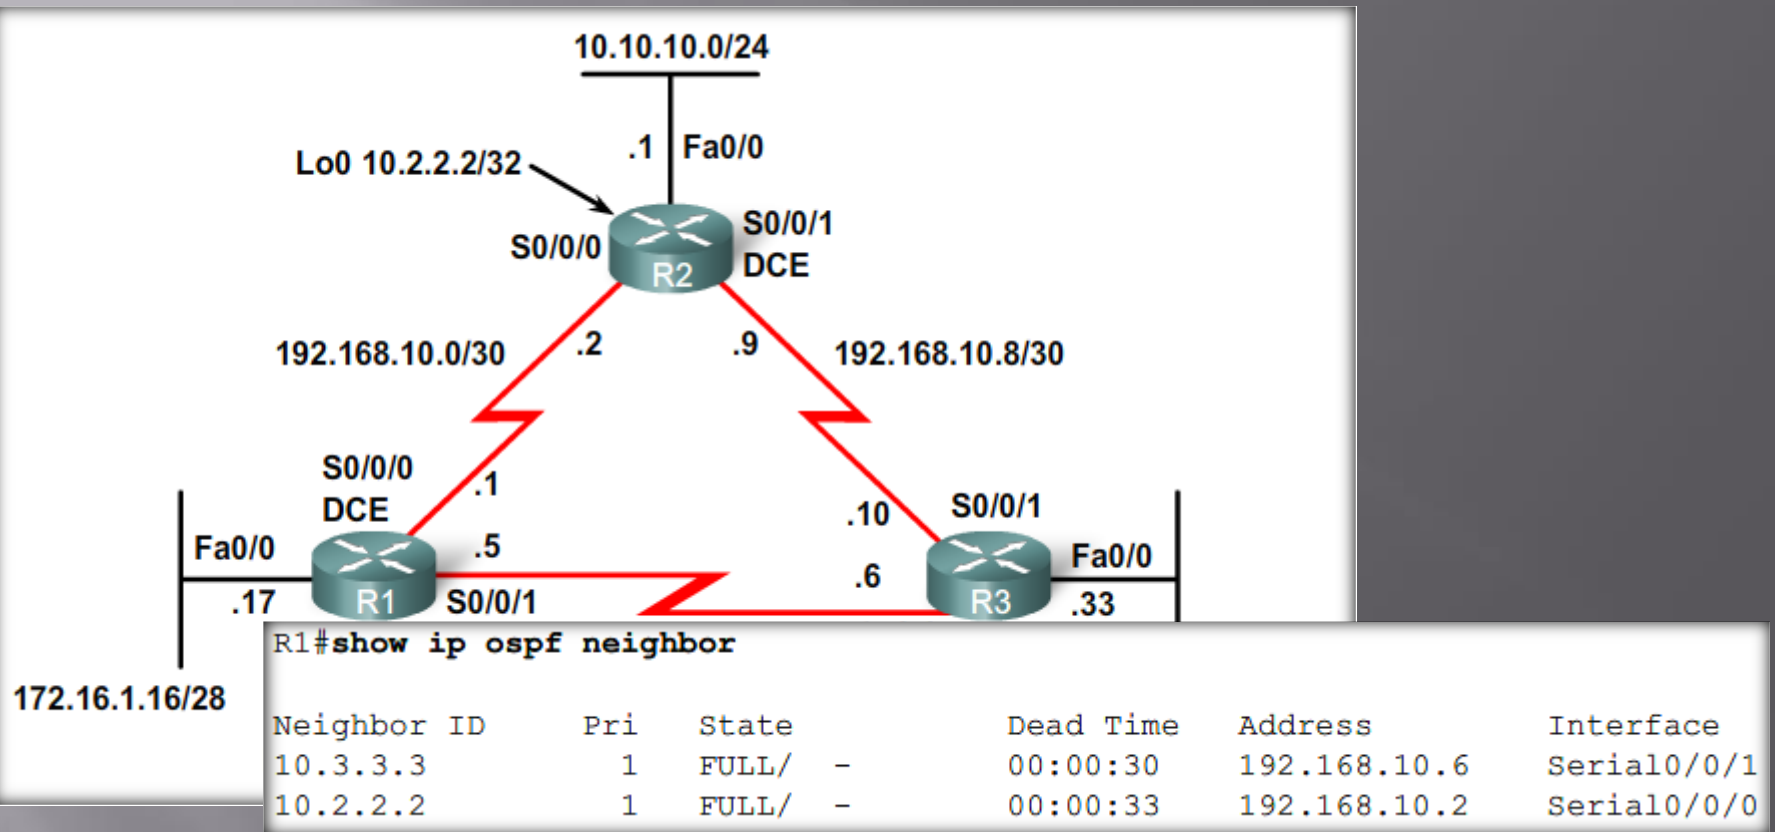 10.10.10.0/24
.1 Fa0/0
Lo0 10.2.2.2/32
S0/0/1
S0/0/0
DCE
R2
.2
.9
192.168.10.0/30
192.168.10.8/30
S0/0/0
.1
DCE
.10
S0/0/1
Fa0/0
.5
Fa0/0
.6
.17
R1
S0/0/1
R3
.33
R1#show ip ospf neighbor
172.16.1.16/28
Neighbor ID Pri State Dead Time Address Interface
10.3.3.3 1 FULL/ - 00:00:30 192.168.10.6 Serial0/0/1
10.2.2.2 1 FULL/ - 00:00:33 192.168.10.2 Serial0/0/0